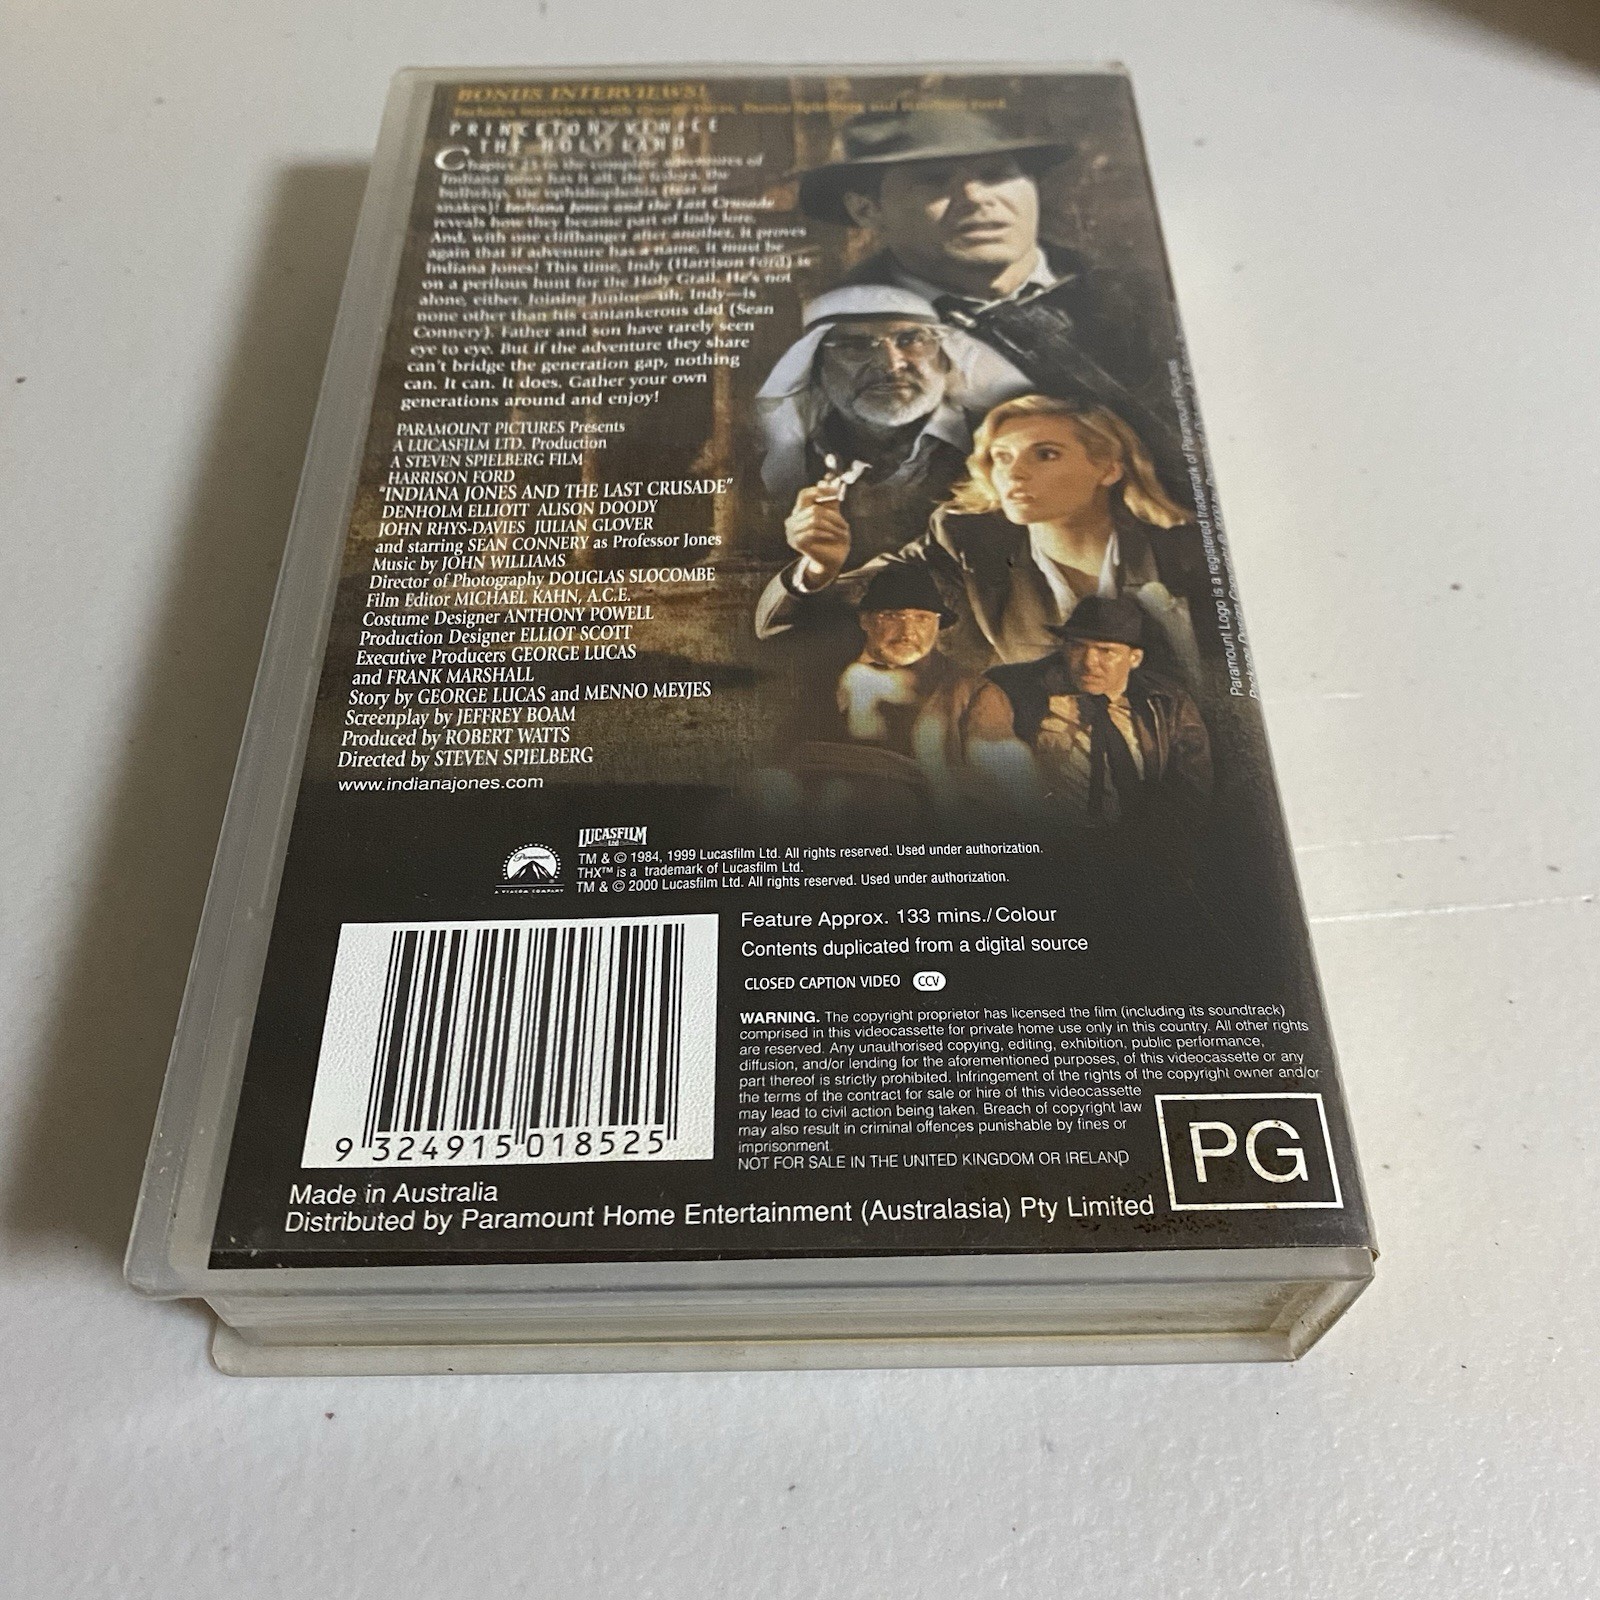 BONUS INTERVIEWS!
Includes interviews with George Lucas, Steven Spielberg and Harrison Ford
PRINCETON VENICE
THE HOLY LAND
Chapter 23 in the complete adventures of
Indiana Jones has it all: the fedora, the
bullwhip, the ophidiophobia (fear of
snakes)! Indiana Jones and the Last Crusade
reveals how they became part of Indy lore.
And, with one cliffhanger after another, it proves
again that if adventure has a name, it must be
Indiana Jones! This time, Indy (Harrison Ford) is
on a perilous hunt for the Holy Grail. He's not
alone, either. Joining Junior—uh, Indy—is
none other than his cantankerous dad (Sean
Connery). Father and son have rarely seen
eye to eye. But if the adventure they share
can't bridge the generation gap, nothing
can. It can. It does. Gather your own
generations around and enjoy!
PARAMOUNT PICTURES Presents
A LUCASFILM LTD. Production
A STEVEN SPIELBERG FILM
HARRISON FORD
"INDIANA JONES AND THE LAST CRUSADE"
DENHOLM ELLIOTT ALISON DOODY
JOHN RHYS-DAVIES JULIAN GLOVER
and starring SEAN CONNERY as Professor Jones
Music by JOHN WILLIAMS
Director of Photography DOUGLAS SLOCOMBE
Film Editor MICHAEL KAHN, A.C.E.
Costume Designer ANTHONY POWELL
Production Designer ELLIOT SCOTT
Executive Producers GEORGE LUCAS
and FRANK MARSHALL
Story by GEORGE LUCAS and MENNO MEYJES
Screenplay by JEFFREY BOAM
Produced by ROBERT WATTS
Directed by STEVEN SPIELBERG
www.indianajones.com
Paramount Logo is a registered trademark of Paramount Pictures.
Package Design
Paramount
A VIACOM COMPANY
LUCASFILM
Ltd
TM & © 1984, 1999 Lucasfilm Ltd. All rights reserved. Used under authorization.
THX™ is a trademark of Lucasfilm Ltd.
TM & © 2000 Lucasfilm Ltd. All rights reserved. Used under authorization.
Feature Approx. 133 mins./Colour
Contents duplicated from a digital source
CLOSED CAPTION VIDEO CCV
WARNING. The copyright proprietor has licensed the film (including its soundtrack)
comprised in this videocassette for private home use only in this country. All other rights
are reserved. Any unauthorised copying, editing, exhibition, public performance,
diffusion, and/or lending for the aforementioned purposes, of this videocassette or any
part thereof is strictly prohibited. Infringement of the rights of the copyright owner and/or
the terms of the contract for sale or hire of this videocassette
may lead to civil action being taken. Breach of copyright law
may also result in criminal offences punishable by fines or
imprisonment.
NOT FOR SALE IN THE UNITED KINGDOM OR IRELAND
PG
9 324915 018525
Made in Australia
Distributed by Paramount Home Entertainment (Australasia) Pty Limited